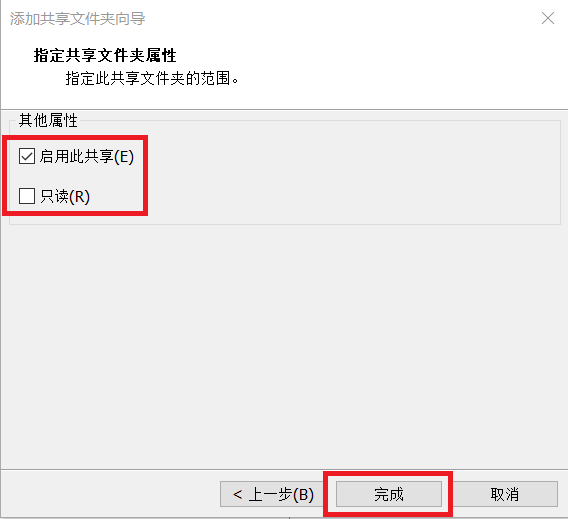 添加共享文件夹向导
指定共享文件夹属性
指定此共享文件夹的范围。
其他属性
启用此共享(E)
只读(R)
< 上一步(B) 完成 取消